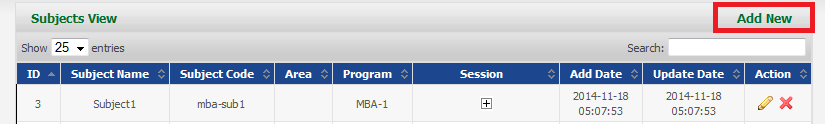 Subjects View Add New
Show 25 entries Search:
ID Subject Name Subject Code Area Program Session Add Date Update Date Action
3 Subject1 mba-sub1 MBA-1 2014-11-18 05:07:53 2014-11-18 05:07:53